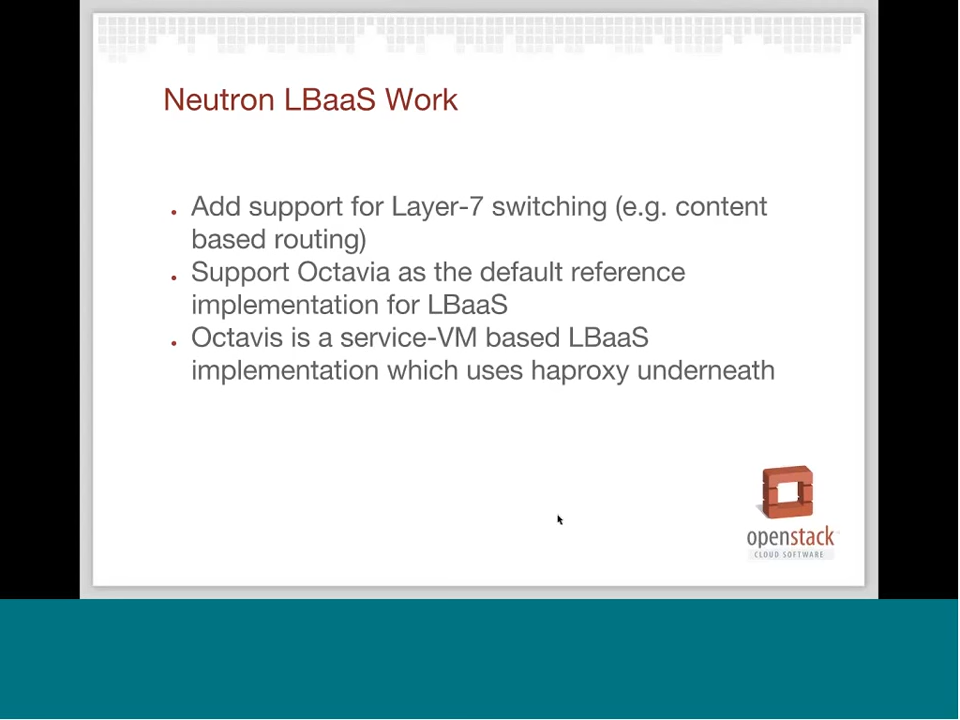 Neutron LBaaS Work
Add support for Layer-7 switching (e.g. content
based routing)
Support Octavia as the default reference
implementation for LBaaS
Octavis is a service-VM based LBaaS
implementation which uses haproxy underneath
openstack
CLOUD SOFTWARE